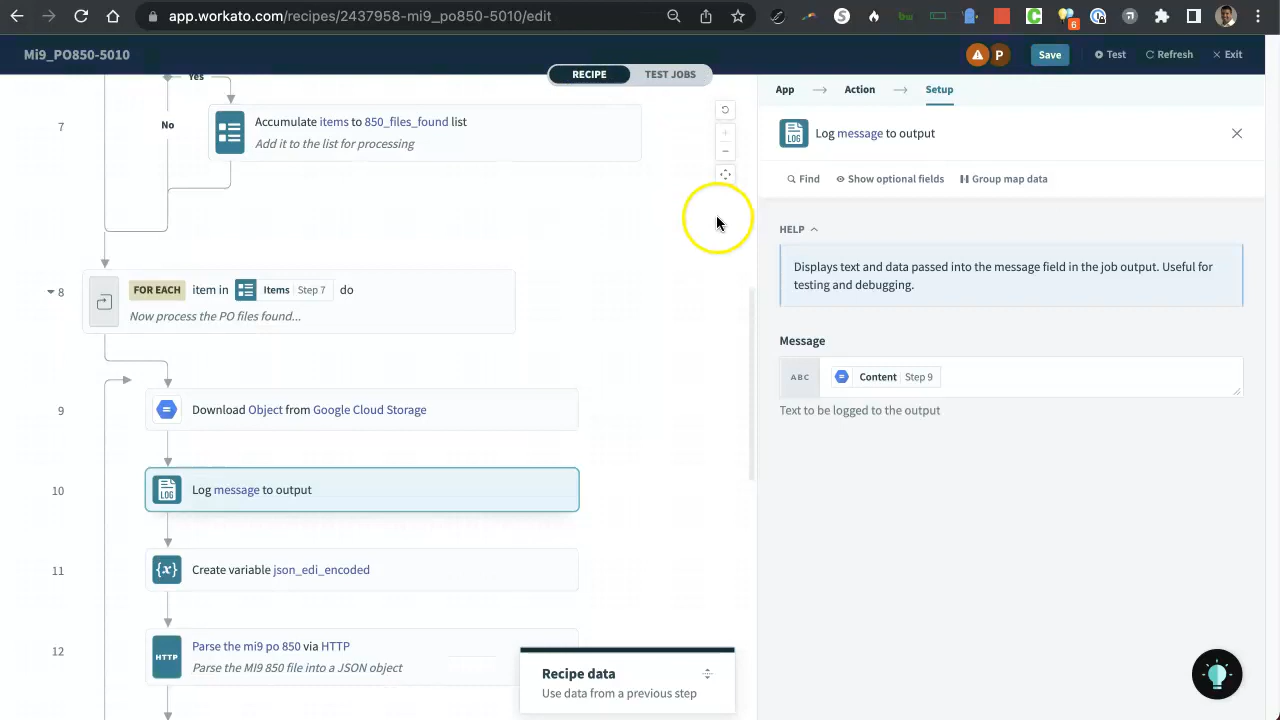 app.workato.com/recipes/2437958-mi9_po850-5010/edit
6
Mi9_PO850-5010
P
Save
Test
Refresh
Exit
RECIPE
TEST JOBS
Yes
No
7
Accumulate items to 850_files_found list
Add it to the list for processing
8
FOR EACH item in Items Step 7 do
Now process the PO files found...
9
Download Object from Google Cloud Storage
10
LOG
Log message to output
11
{x}
Create variable json_edi_encoded
12
HTTP
Parse the mi9 po 850 via HTTP
Parse the MI9 850 file into a JSON object
Recipe data
Use data from a previous step
App
Action
Setup
LOG
Log message to output
Find
Show optional fields
Group map data
HELP
Displays text and data passed into the message field in the job output. Useful for
testing and debugging.
Message
ABC
Content Step 9
Text to be logged to the output